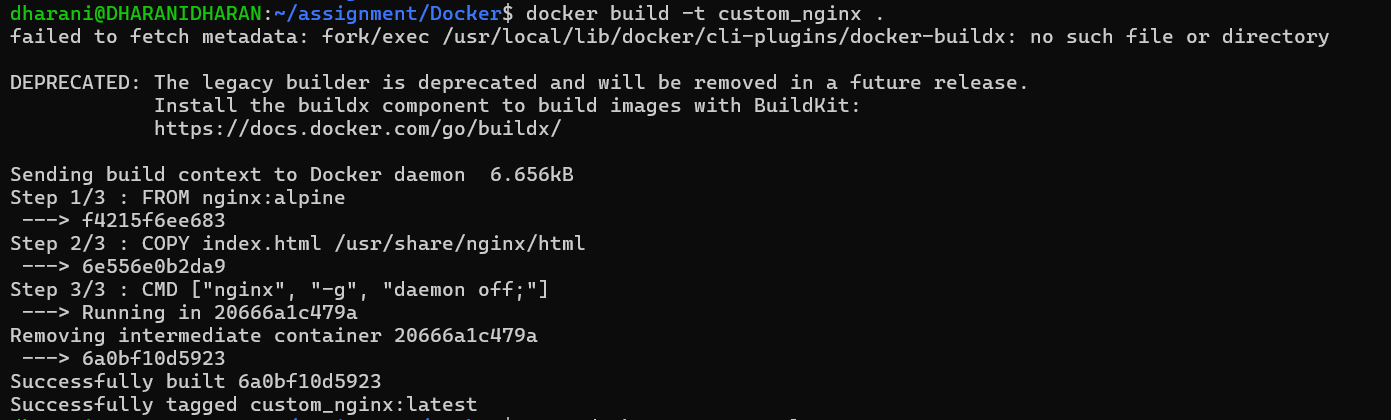 dharani@DHARANIDHARAN:~/assignment/Docker$ docker build -t custom_nginx .
failed to fetch metadata: fork/exec /usr/local/lib/docker/cli-plugins/docker-buildx: no such file or directory
DEPRECATED: The legacy builder is deprecated and will be removed in a future release.
Install the buildx component to build images with BuildKit:
https://docs.docker.com/go/buildx/
Sending build context to Docker daemon  6.656kB
Step 1/3 : FROM nginx:alpine
---> f4215f6ee683
Step 2/3 : COPY index.html /usr/share/nginx/html
---> 6e556e0b2da9
Step 3/3 : CMD ["nginx", "-g", "daemon off;"]
---> Running in 20666a1c479a
Removing intermediate container 20666a1c479a
---> 6a0bf10d5923
Successfully built 6a0bf10d5923
Successfully tagged custom_nginx:latest